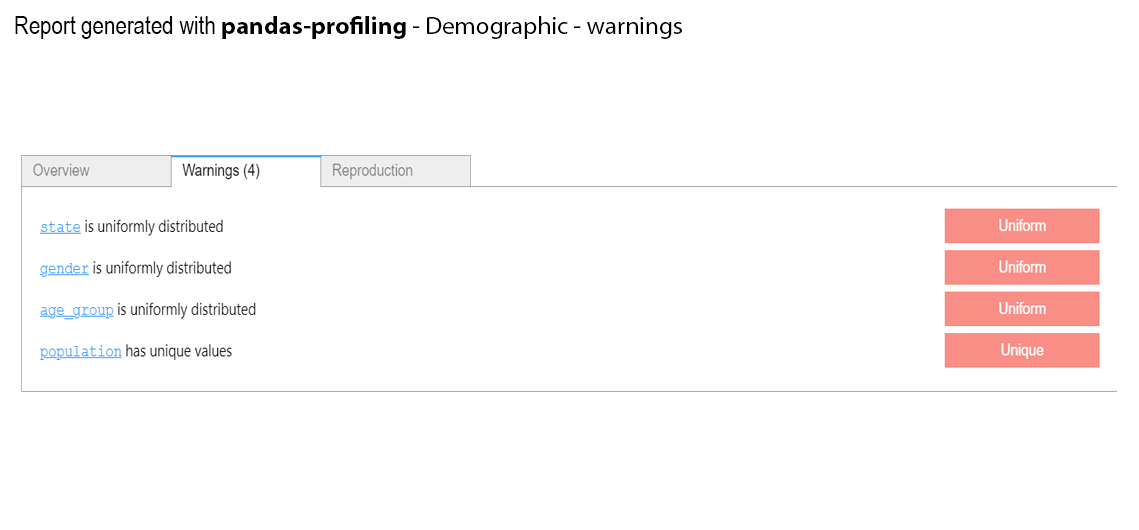 Report generated with pandas-profiling - Demographic - warnings
Overview
Warnings (4)
Reproduction
state is uniformly distributed
Uniform
gender is uniformly distributed
Uniform
age_group is uniformly distributed
Uniform
population has unique values
Unique